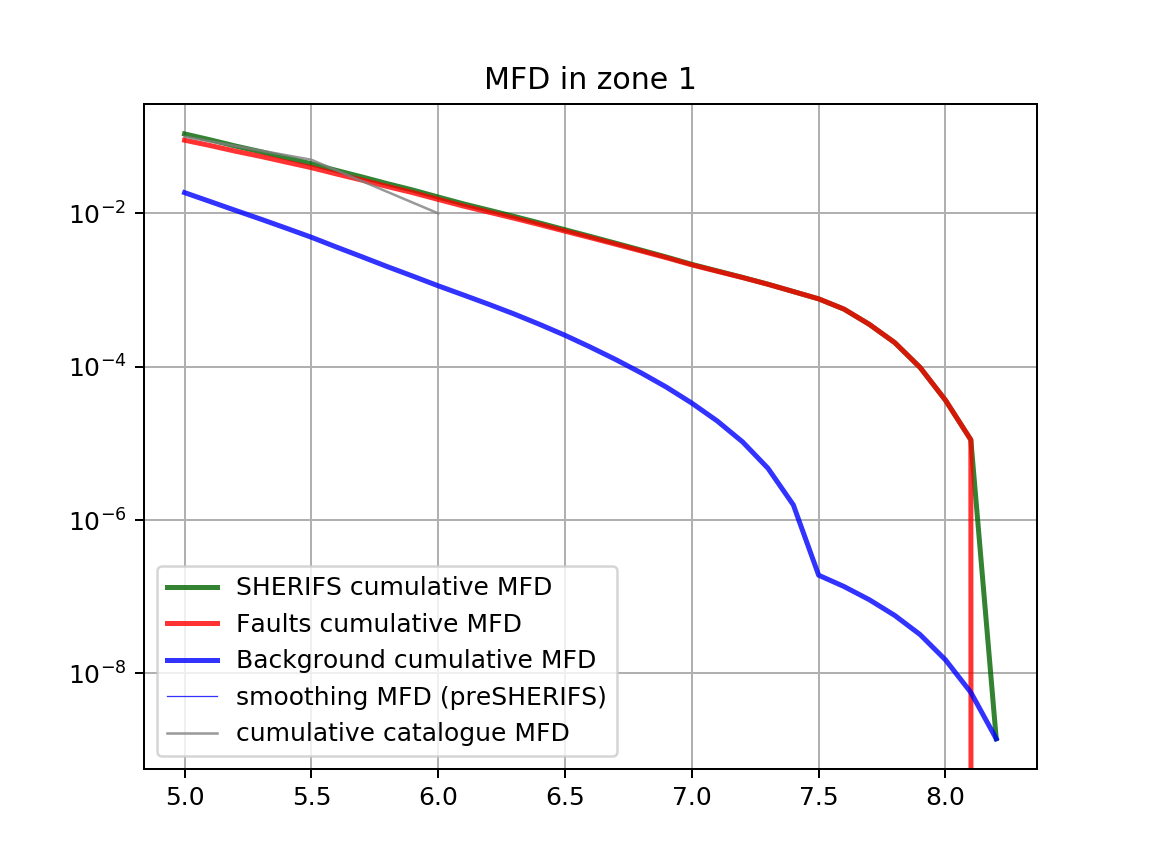 MFD in zone 1
10⁻²
10⁻⁴
10⁻⁶
10⁻⁸
SHERIFS cumulative MFD
Faults cumulative MFD
Background cumulative MFD
smoothing MFD (preSHERIFS)
cumulative catalogue MFD
5.0 5.5 6.0 6.5 7.0 7.5 8.0